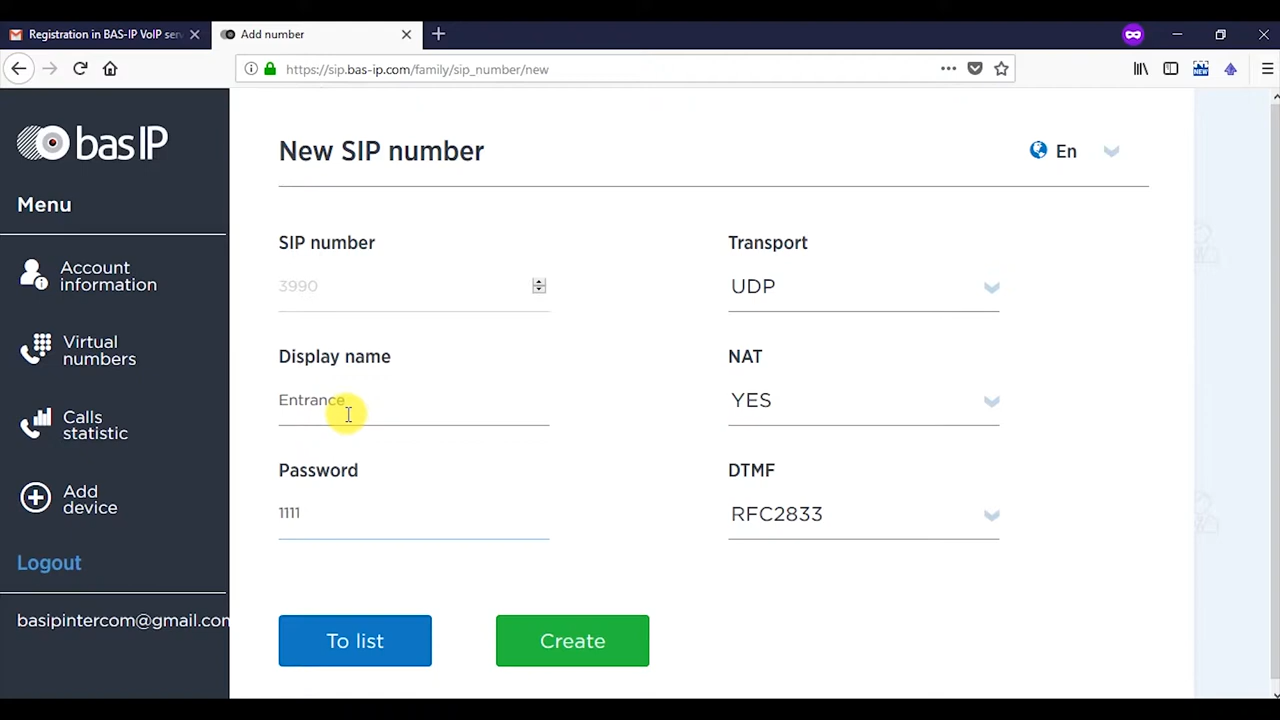 Registration in BAS-IP VoIP serv
Add number
https://sip.bas-ip.com/family/sip_number/new
NEW
bas IP
Menu
Account
information
Virtual
numbers
Calls
statistic
Add
device
Logout
basipintercom@gmail.com
New SIP number
En
SIP number
3990
Transport
UDP
Display name
Entrance
NAT
YES
Password
1111
DTMF
RFC2833
To list
Create